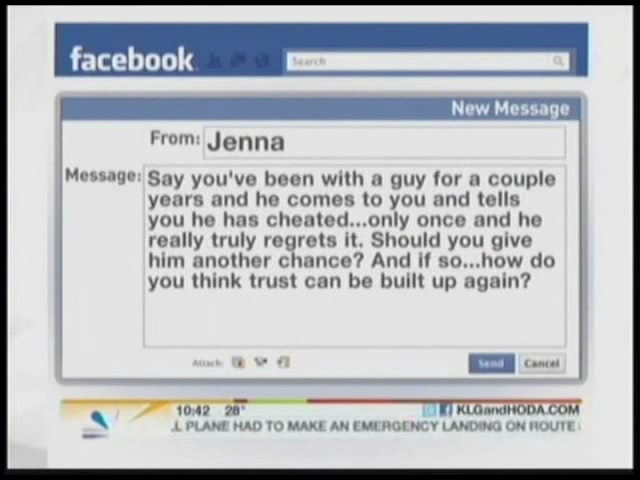 facebook
Search
New Message
From: Jenna
Message: Say you've been with a guy for a couple
years and he comes to you and tells
you he has cheated...only once and he
really truly regrets it. Should you give
him another chance? And if so...how do
you think trust can be built up again?
Attach:
Send Cancel
10:42 28° KLGandHODA.COM
PLANE HAD TO MAKE AN EMERGENCY LANDING ON ROUTE